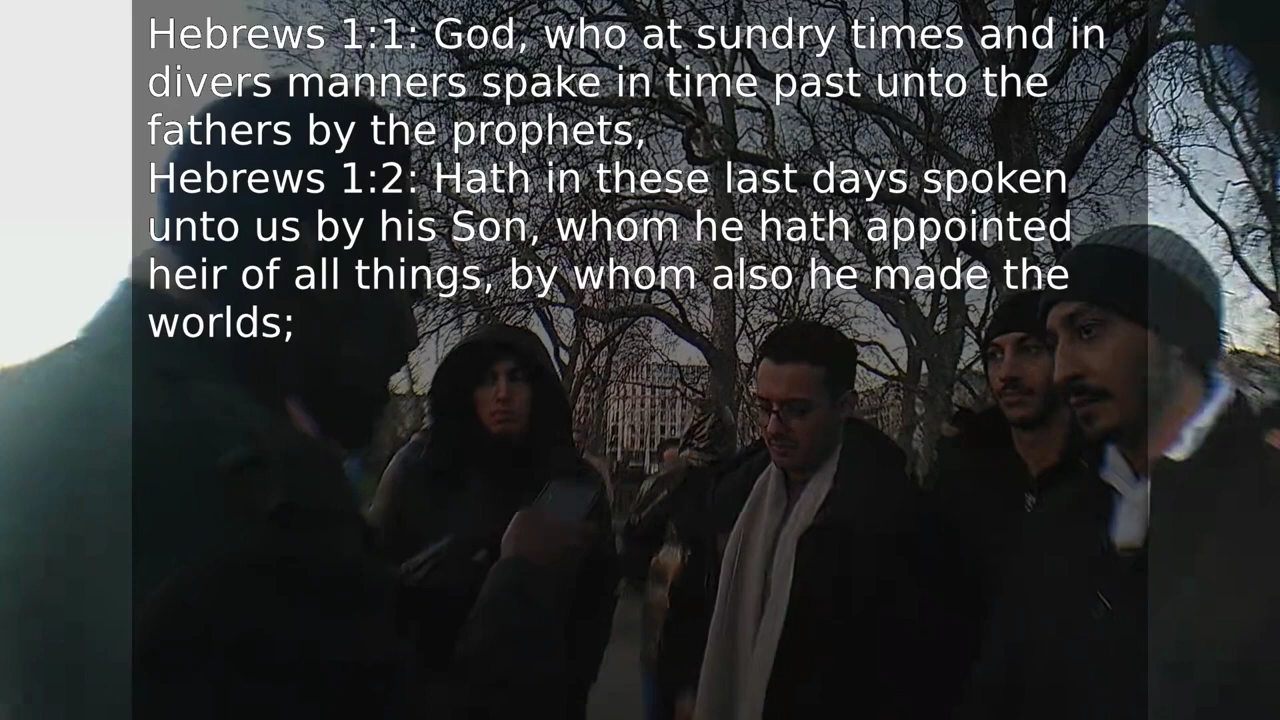 Hebrews 1:1: God, who at sundry times and in
divers manners spake in time past unto the
fathers by the prophets,
Hebrews 1:2: Hath in these last days spoken
unto us by his Son, whom he hath appointed
heir of all things, by whom also he made the
worlds;